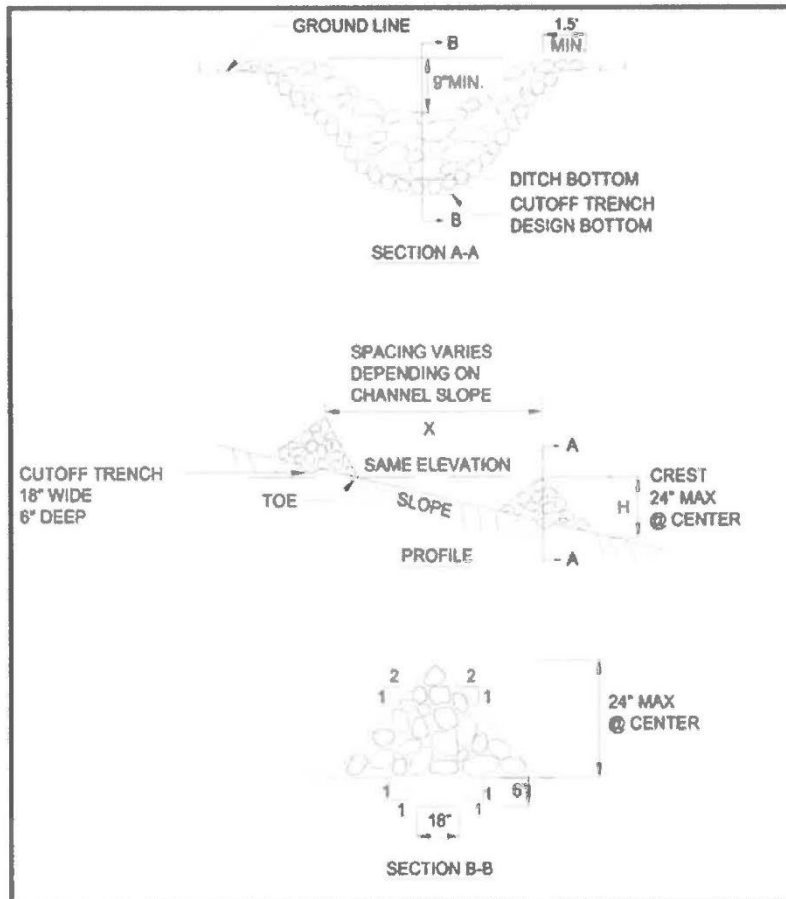 GROUND LINE
B
1.5'
MIN.
9"MIN.
DITCH BOTTOM
CUTOFF TRENCH
DESIGN BOTTOM
B
SECTION A-A
SPACING VARIES
DEPENDING ON
CHANNEL SLOPE
X
A
CUTOFF TRENCH
18" WIDE
6" DEEP
SAME ELEVATION
TOE
SLOPE
H
CREST
24" MAX
@ CENTER
PROFILE
A
2
2
1
1
24" MAX
@ CENTER
1
1
6"
1
1
18"
SECTION B-B